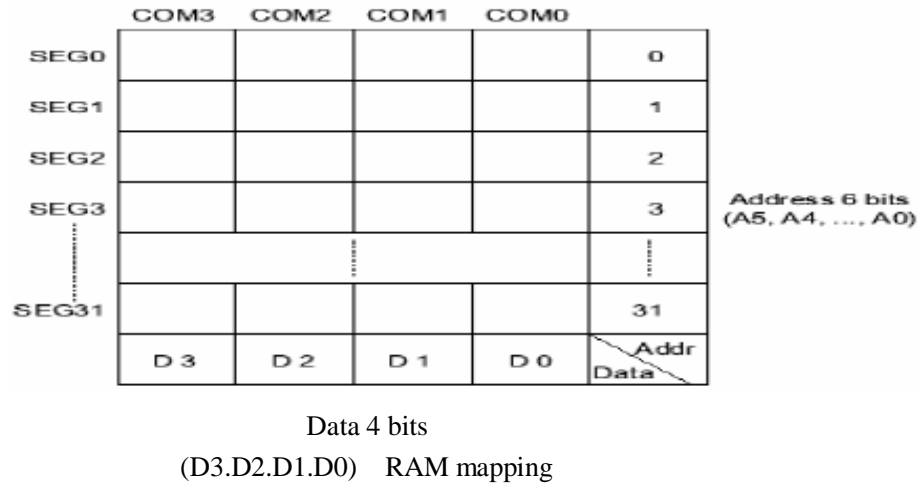 COM3 COM2 COM1 COM0
SEG0 0
SEG1 1
SEG2 2
SEG3 3
Address 6 bits
(A5, A4, ..., A0)
SEG31 31
D 3 D 2 D 1 D 0 Addr
Data
Data 4 bits
(D3.D2.D1.D0) RAM mapping